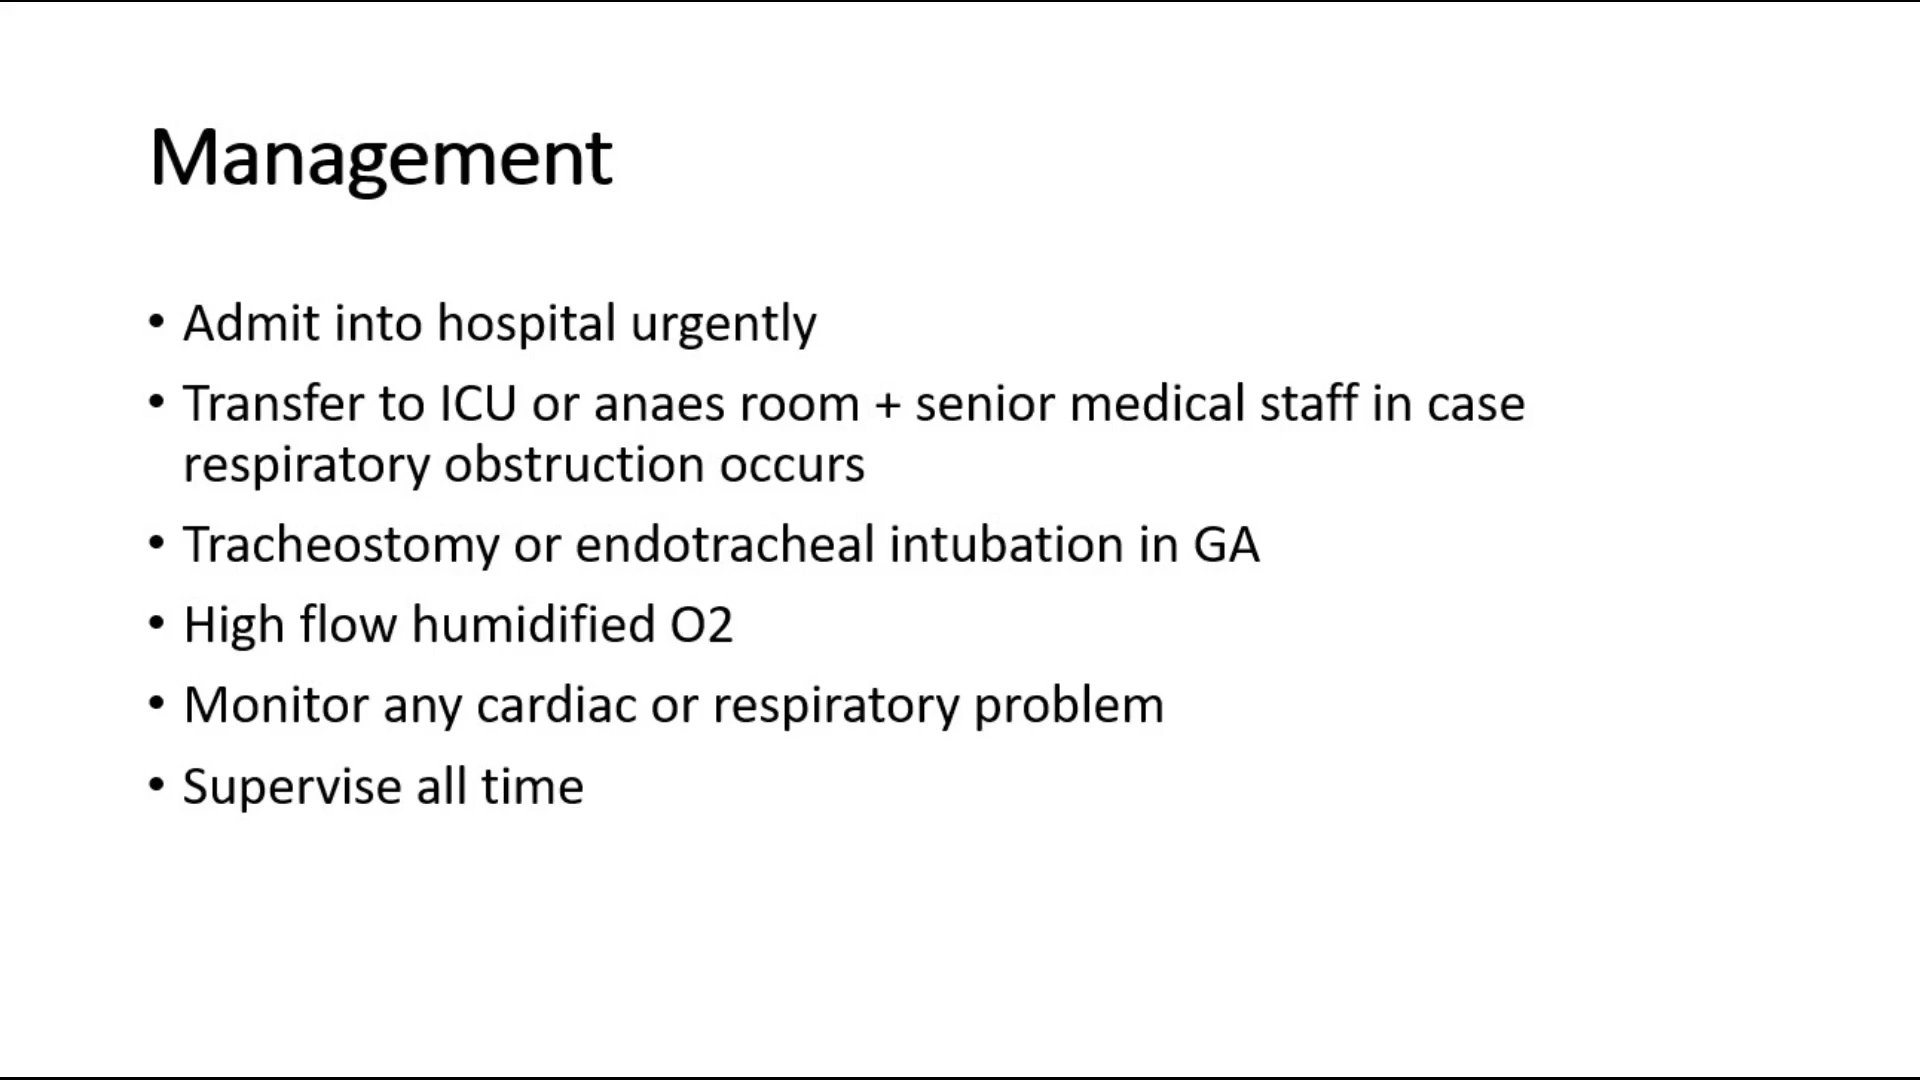 Management
• Admit into hospital urgently
• Transfer to ICU or anaes room + senior medical staff in case
respiratory obstruction occurs
• Tracheostomy or endotracheal intubation in GA
• High flow humidified O2
• Monitor any cardiac or respiratory problem
• Supervise all time